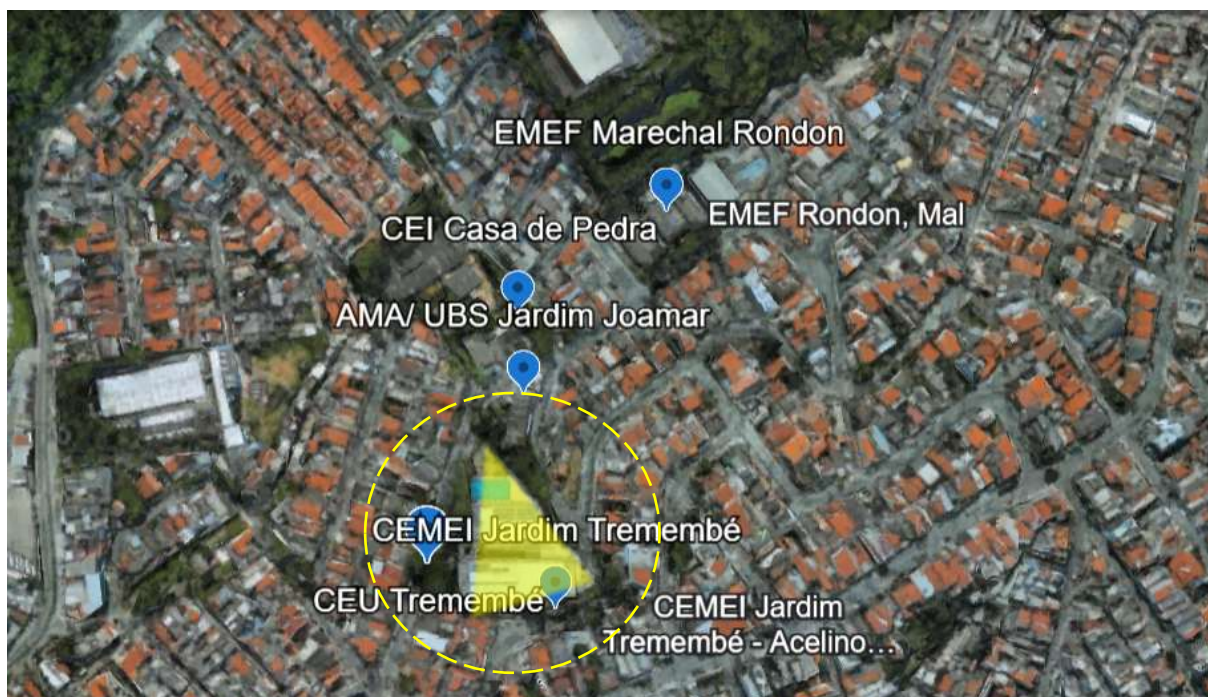 EMEF Marechal Rondon
EMEF Rondon, Mal
CEI Casa de Pedra
AMA/ UBS Jardim Joamar
CEMEI Jardim Tremembé
CEU Tremembé
CEMEI Jardim
Tremembé - Acelino...